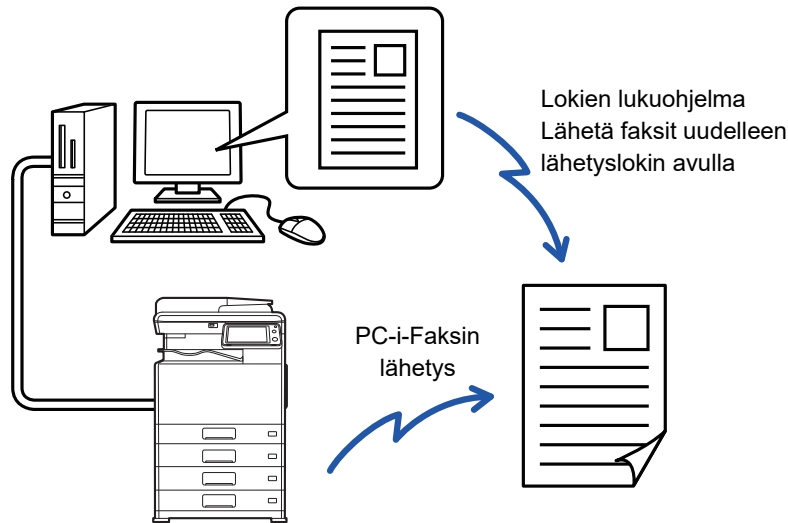 Lokien lukuohjelma
Lähetä faksit uudelleen
lähetyslokin avulla
PC-i-Faksin
lähetys